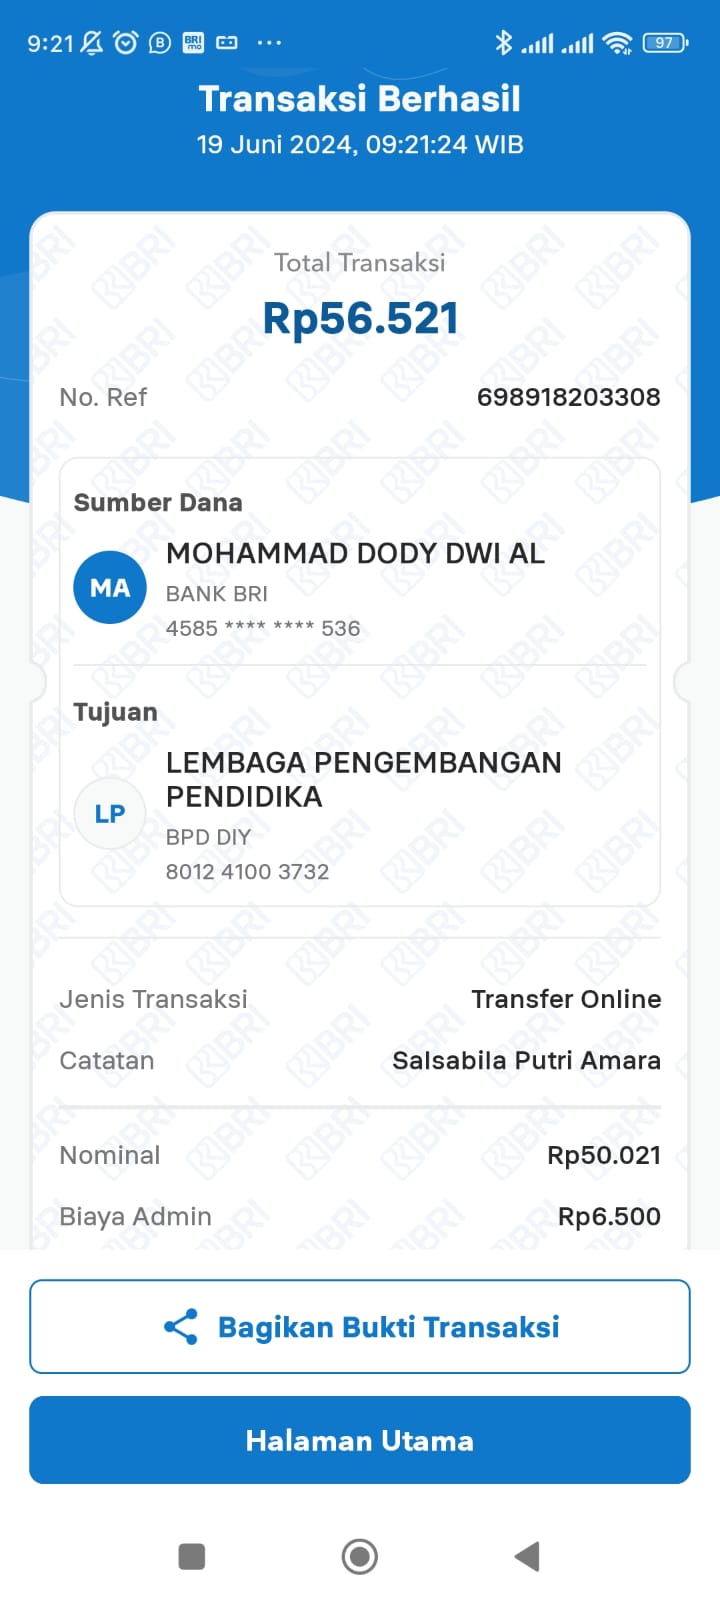 9:21
B
BRI
mo
97
Transaksi Berhasil
19 Juni 2024, 09:21:24 WIB
Total Transaksi
Rp56.521
No. Ref 698918203308
Sumber Dana
MA
MOHAMMAD DODY DWI AL
BANK BRI
4585 **** **** 536
Tujuan
LP
LEMBAGA PENGEMBANGAN
PENDIDIKA
BPD DIY
8012 4100 3732
Jenis Transaksi Transfer Online
Catatan Salsabila Putri Amara
Nominal Rp50.021
Biaya Admin Rp6.500
Bagikan Bukti Transaksi
Halaman Utama